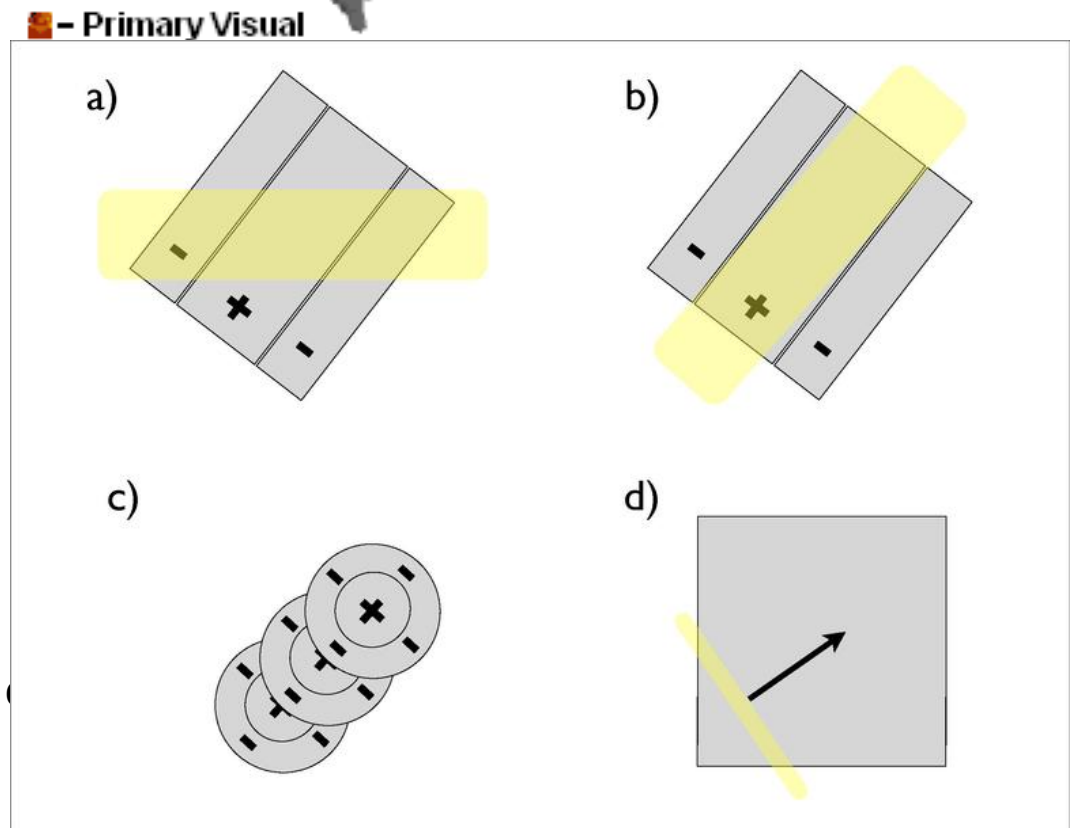 – Primary Visual
a)
b)
-
+
-
-
+
-
c)
d)
- - + - -
- + - - -
- + - -